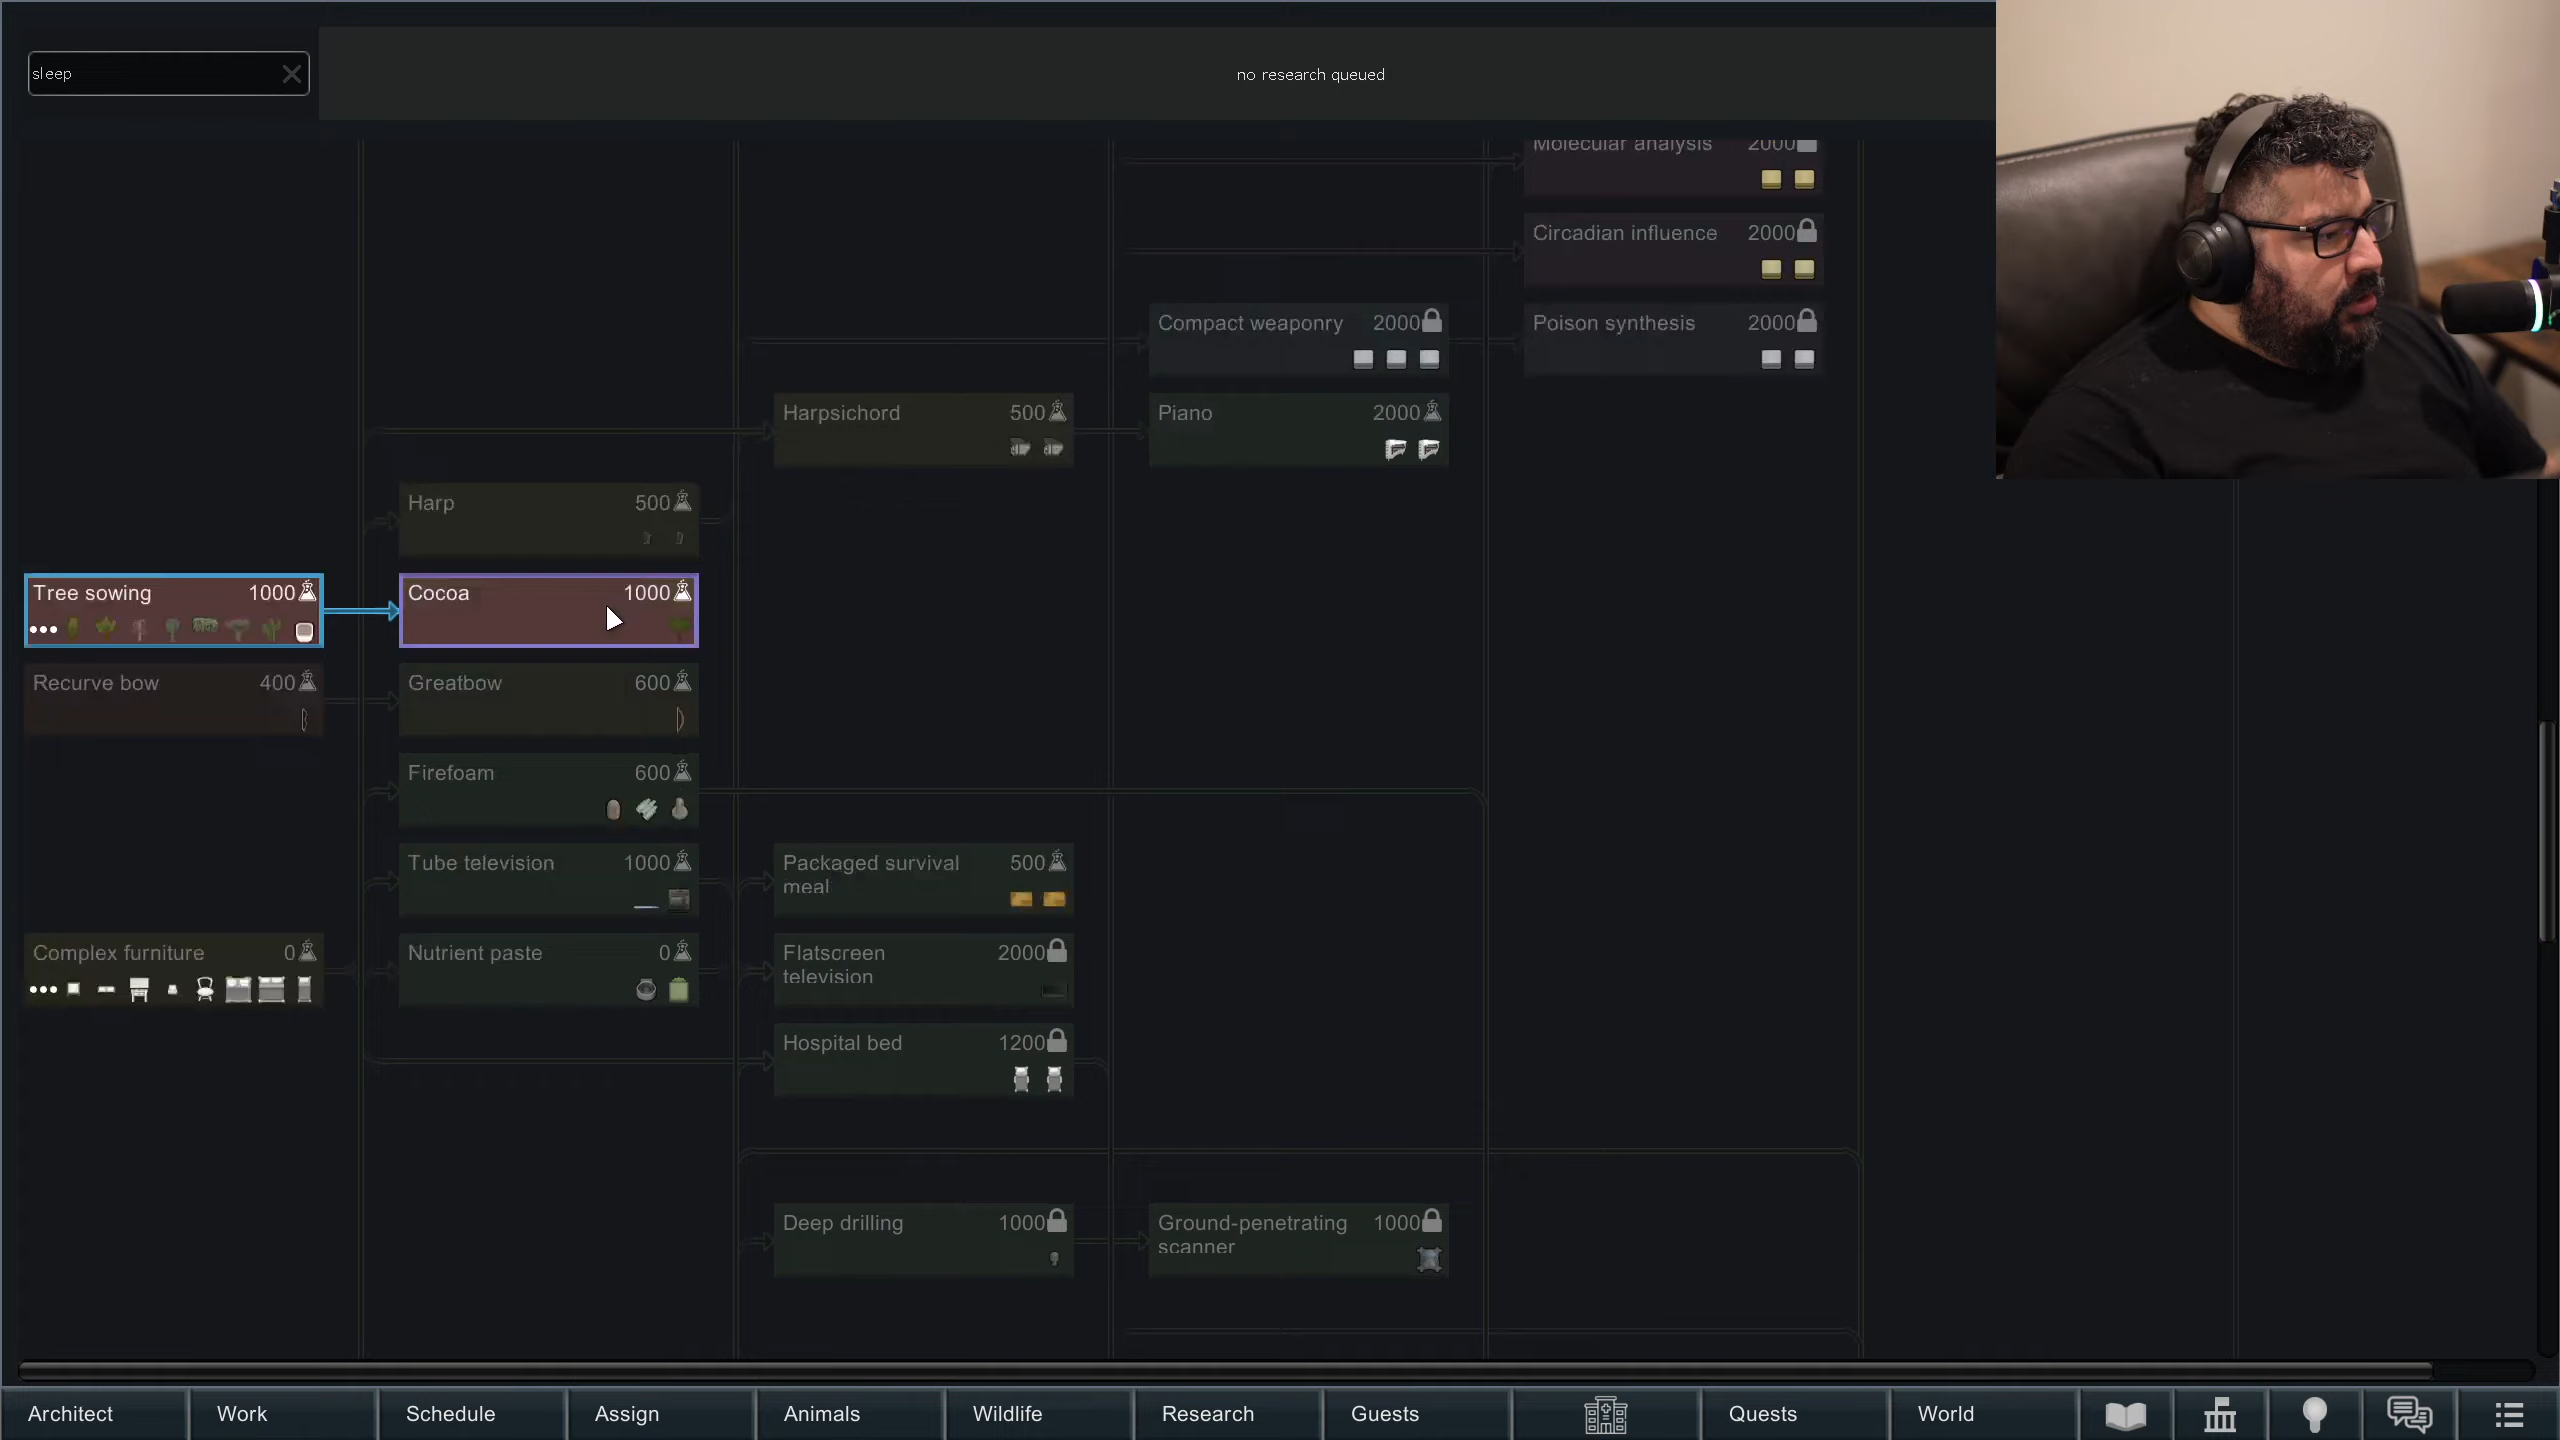 sleep
no research queued
Molecular analysis 2000
Circadian influence 2000
Compact weaponry 2000
Poison synthesis 2000
Harpsichord 500
Piano 2000
Harp 500
Tree sowing 1000
Cocoa 1000
Recurve bow 400
Greatbow 600
Firefoam 600
Tube television 1000
Packaged survival 500
meal
Complex furniture 0
Nutrient paste 0
Flatscreen 2000
television
Hospital bed 1200
Deep drilling 1000
Ground-penetrating 1000
scanner
Architect Work Schedule Assign Animals Wildlife Research Guests Quests World